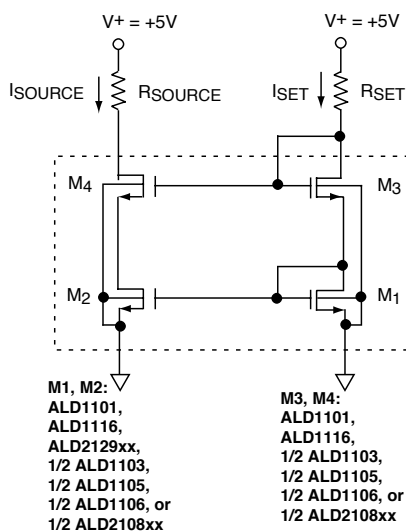 V+ = +5V
V+ = +5V
ISOURCE
RSOURCE
ISET
RSET
M4
M3
M2
M1
M1, M2:
ALD1101,
ALD1116,
ALD2129xx,
1/2 ALD1103,
1/2 ALD1105,
1/2 ALD1106, or
1/2 ALD2108xx
M3, M4:
ALD1101,
ALD1116,
1/2 ALD1103,
1/2 ALD1105,
1/2 ALD1106, or
1/2 ALD2108xx